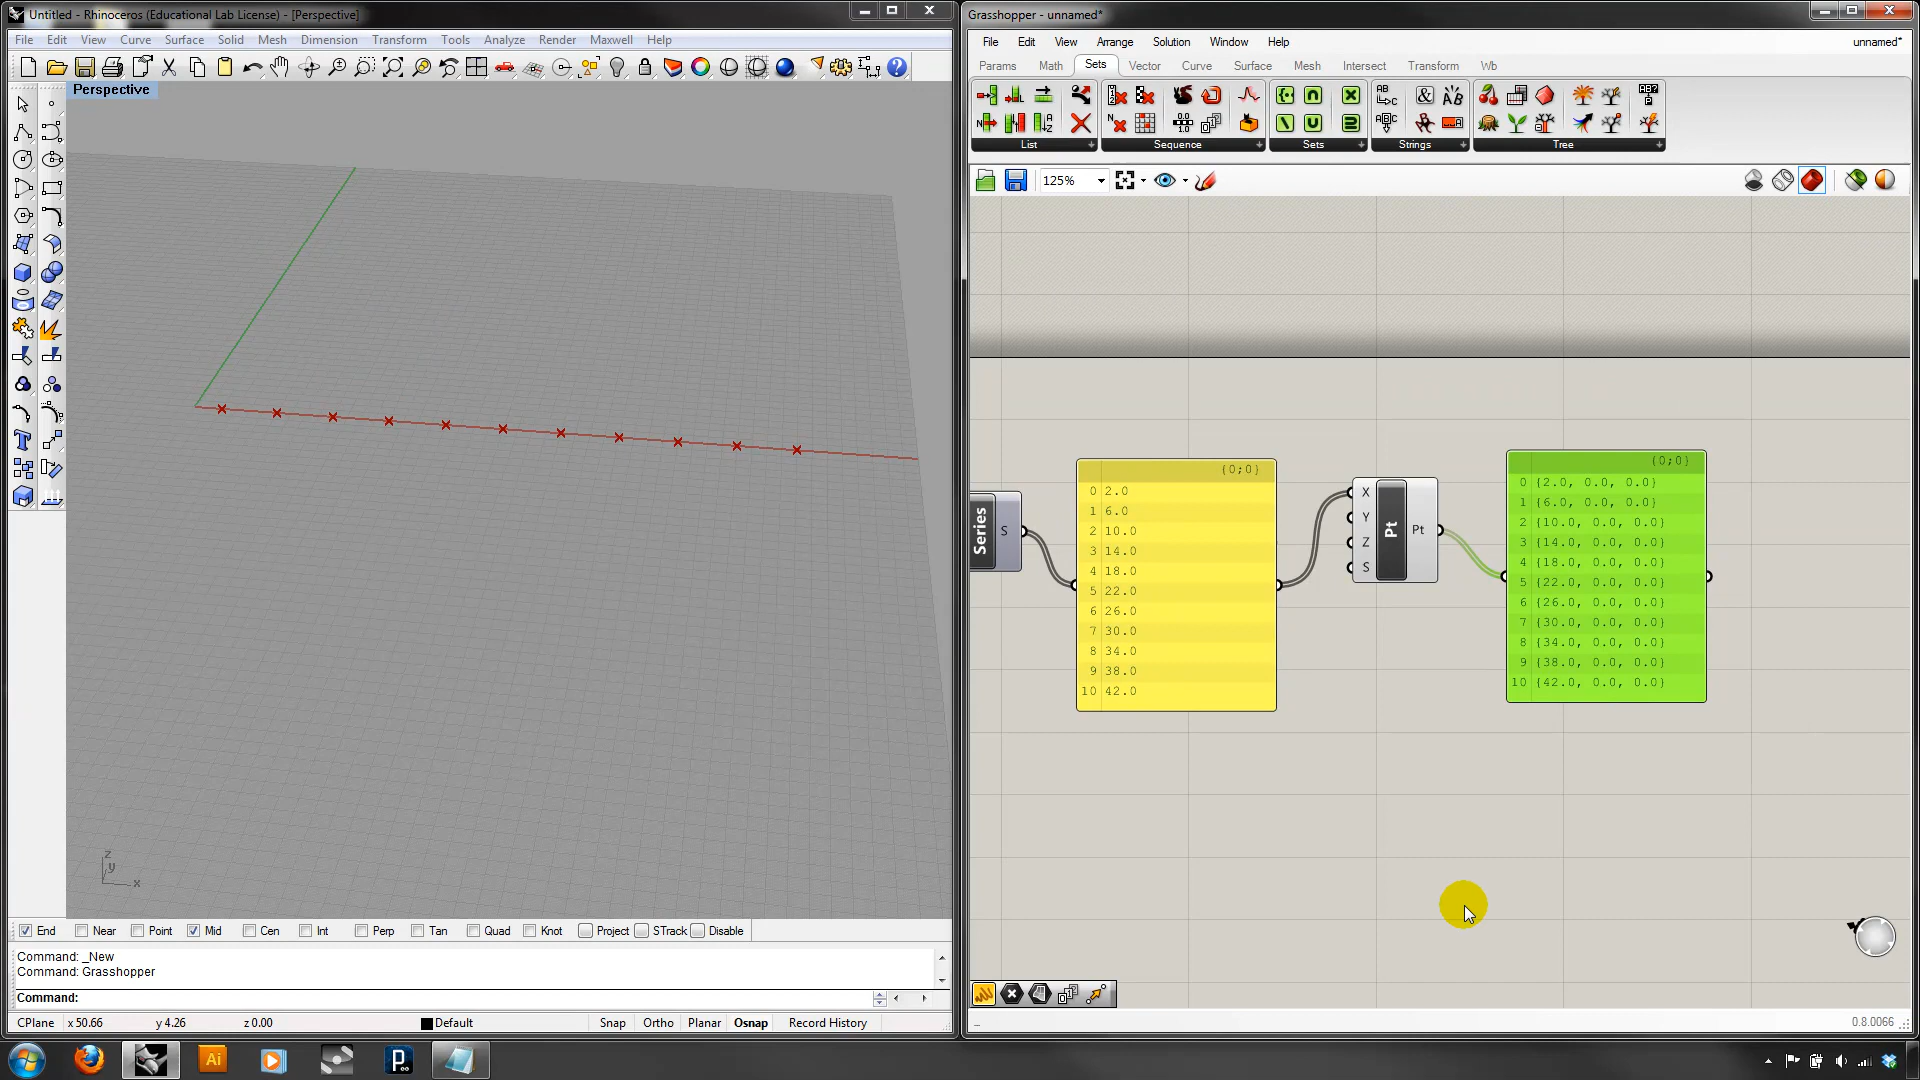 Untitled - Rhinoceros (Educational Lab License) - [Perspective]
File Edit View Curve Surface Solid Mesh Dimension Transform Tools Analyze Render Maxwell Help
Perspective
z
y
x
End Near Point Mid Cen Int Perp Tan Quad Knot Project STrack Disable
Command: _New
Command: Grasshopper
Command:
CPlane x 50.66 y 4.26 z 0.00 Default Snap Ortho Planar Osnap Record History
Grasshopper - unnamed*
File Edit View Arrange Solution Window Help unnamed*
Params Math Sets Vector Curve Surface Mesh Intersect Transform Wb
List Sequence Sets Strings Tree
125%
Series S
{0;0}
0 2.0
1 6.0
2 10.0
3 14.0
4 18.0
5 22.0
6 26.0
7 30.0
8 34.0
9 38.0
10 42.0
X
Y
Z
S
Pt
Pt
{0;0}
0 {2.0, 0.0, 0.0}
1 {6.0, 0.0, 0.0}
2 {10.0, 0.0, 0.0}
3 {14.0, 0.0, 0.0}
4 {18.0, 0.0, 0.0}
5 {22.0, 0.0, 0.0}
6 {26.0, 0.0, 0.0}
7 {30.0, 0.0, 0.0}
8 {34.0, 0.0, 0.0}
9 {38.0, 0.0, 0.0}
10 {42.0, 0.0, 0.0}
0.8.0066
Ai
P